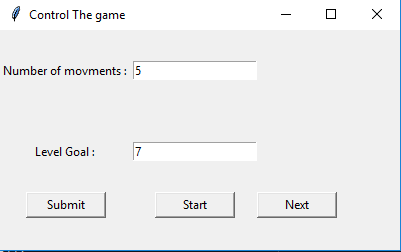 Control The game
Number of movments : 5
Level Goal : 7
Submit Start Next